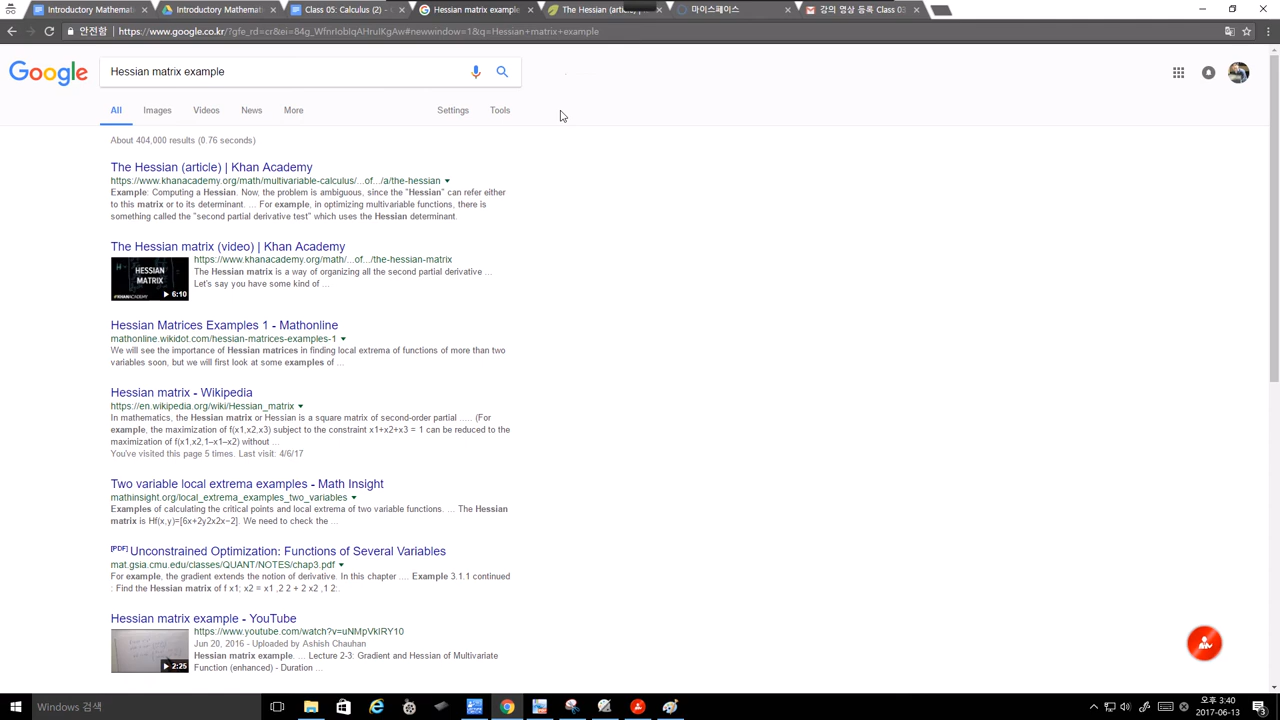 Introductory Mathema
Introductory Mathema
Class 05: Calculus (2) - (
Hessian matrix example
The Hessian (article) |
마이스페이스
강의 영상 등록 Class 03
안전함
https://www.google.co.kr/?gfe_rd=cr&ei=84g_WfnrIoblqAHruIKgAw#newwindow=1&q=Hessian+matrix+example
Google
Hessian matrix example
All
Images
Videos
News
More
Settings
Tools
About 404,000 results (0.76 seconds)
The Hessian (article) | Khan Academy
https://www.khanacademy.org/math/multivariable-calculus/...of.../a/the-hessian
Example: Computing a Hessian. Now, the problem is ambiguous, since the "Hessian" can refer either
to this matrix or to its determinant. ... For example, in optimizing multivariable functions, there is
something called the "second partial derivative test" which uses the Hessian determinant.
The Hessian matrix (video) | Khan Academy
HESSIAN
MATRIX
KHANACADEMY
6:10
https://www.khanacademy.org/math/...of.../the-hessian-matrix
The Hessian matrix is a way of organizing all the second partial derivative ...
Let's say you have some kind of ...
Hessian Matrices Examples 1 - Mathonline
mathonline.wikidot.com/hessian-matrices-examples-1
We will see the importance of Hessian matrices in finding local extrema of functions of more than two
variables soon, but we will first look at some examples of ...
Hessian matrix - Wikipedia
https://en.wikipedia.org/wiki/Hessian_matrix
In mathematics, the Hessian matrix or Hessian is a square matrix of second-order partial ..... (For
example, the maximization of f(x1,x2,x3) subject to the constraint x1+x2+x3 = 1 can be reduced to the
maximization of f(x1,x2,1–x1–x2) without ...
You've visited this page 5 times. Last visit: 4/6/17
Two variable local extrema examples - Math Insight
mathinsight.org/local_extrema_examples_two_variables
Examples of calculating the critical points and local extrema of two variable functions. ... The Hessian
matrix is Hf(x,y)=[6x+2y2x2x−2]. We need to check the ...
[PDF] Unconstrained Optimization: Functions of Several Variables
mat.gsia.cmu.edu/classes/QUANT/NOTES/chap3.pdf
For example, the gradient extends the notion of derivative. In this chapter .... Example 3.1.1 continued
: Find the Hessian matrix of f x1; x2 = x1 ,2 2 + 2 x2 ,1 2:.
Hessian matrix example - YouTube
2:25
https://www.youtube.com/watch?v=uNMpVkIRY10
Jun 20, 2016 - Uploaded by Ashish Chauhan
Hessian matrix example. ... Lecture 2-3: Gradient and Hessian of Multivariate
Function (enhanced) - Duration ...
Windows 검색
오후 3:40
2017-06-13
3